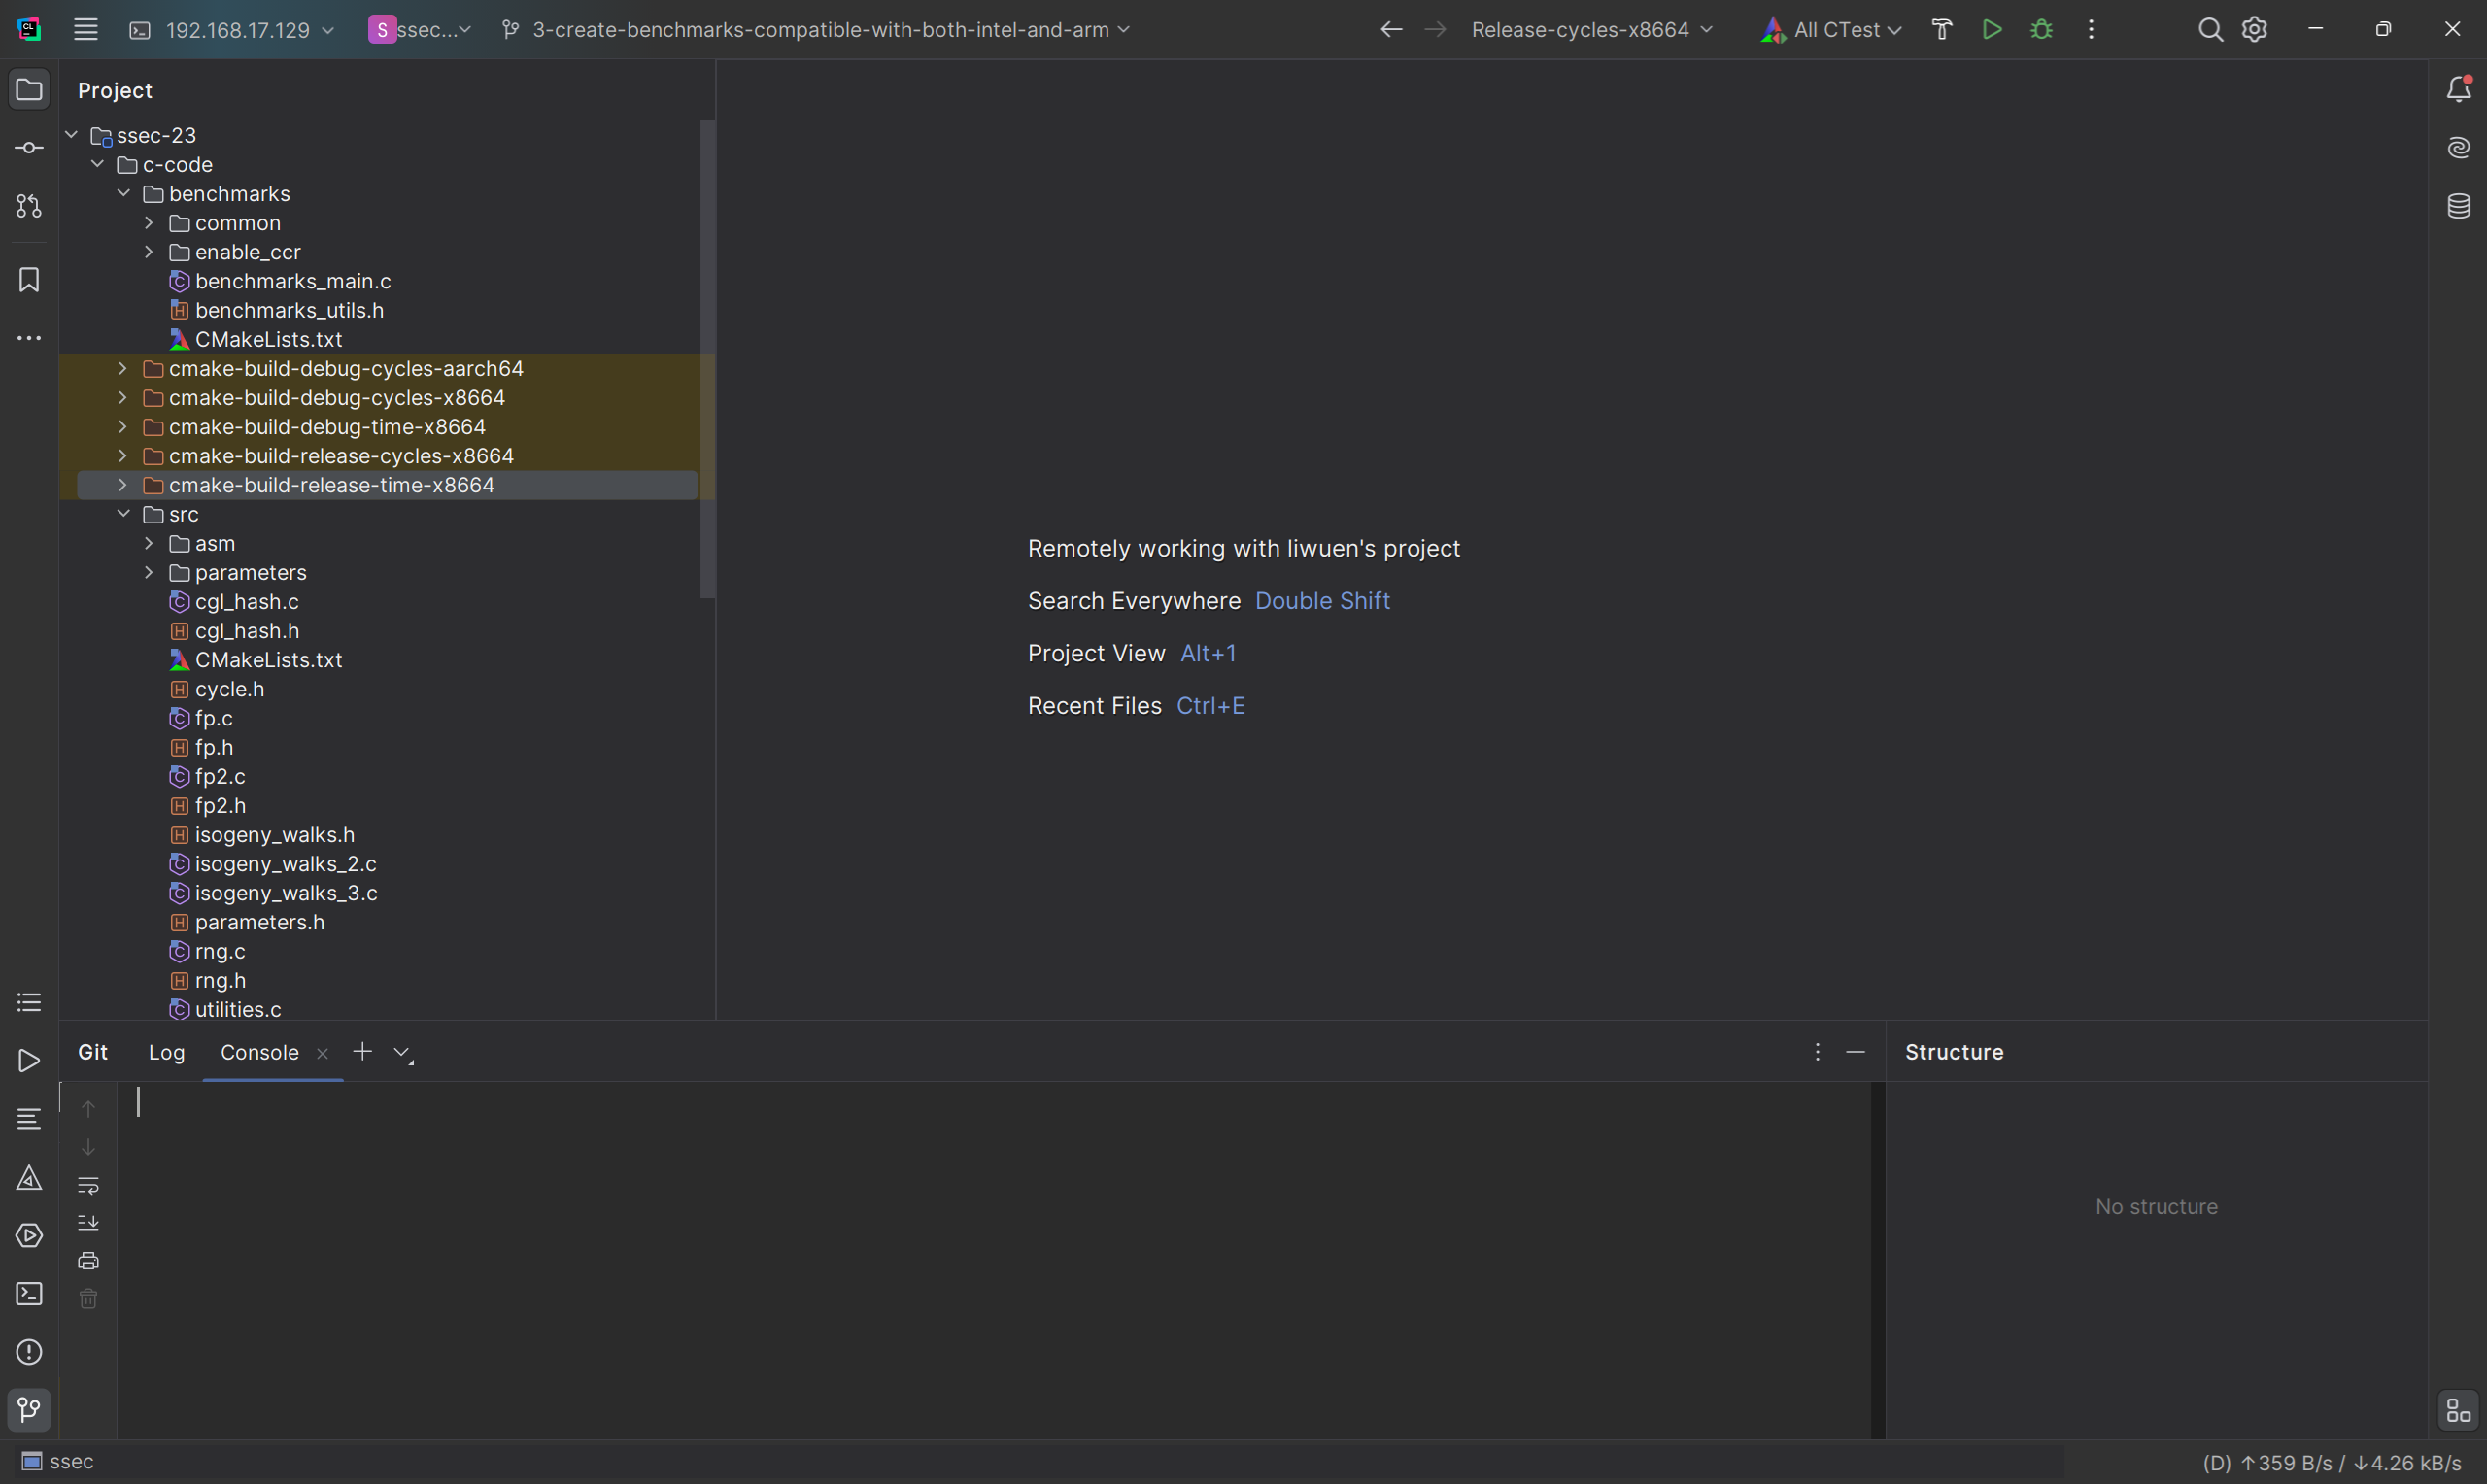 192.168.17.129
S
ssec...
3-create-benchmarks-compatible-with-both-intel-and-arm
Release-cycles-x8664
All CTest
Project
ssec-23
c-code
benchmarks
common
enable_ccr
benchmarks_main.c
benchmarks_utils.h
CMakeLists.txt
cmake-build-debug-cycles-aarch64
cmake-build-debug-cycles-x8664
cmake-build-debug-time-x8664
cmake-build-release-cycles-x8664
cmake-build-release-time-x8664
src
asm
parameters
cgl_hash.c
cgl_hash.h
CMakeLists.txt
cycle.h
fp.c
fp.h
fp2.c
fp2.h
isogeny_walks.h
isogeny_walks_2.c
isogeny_walks_3.c
parameters.h
rng.c
rng.h
utilities.c
Remotely working with liwuen's project
Search Everywhere Double Shift
Project View Alt+1
Recent Files Ctrl+E
Git
Log
Console
Structure
No structure
ssec
(D) ↑359 B/s / ↓4.26 kB/s